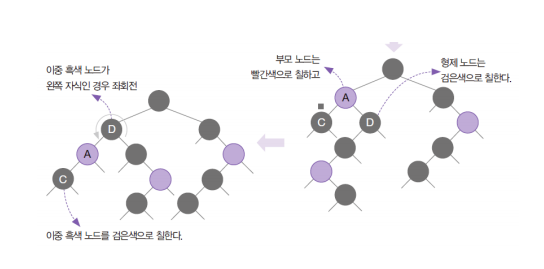 이중 흑색 노드가
왼쪽 자식인 경우 좌회전
부모 노드는
빨간색으로 칠하고
형제 노드는
검은색으로 칠한다.
A
C
D
D
A
C
이중 흑색 노드를 검은색으로 칠한다.